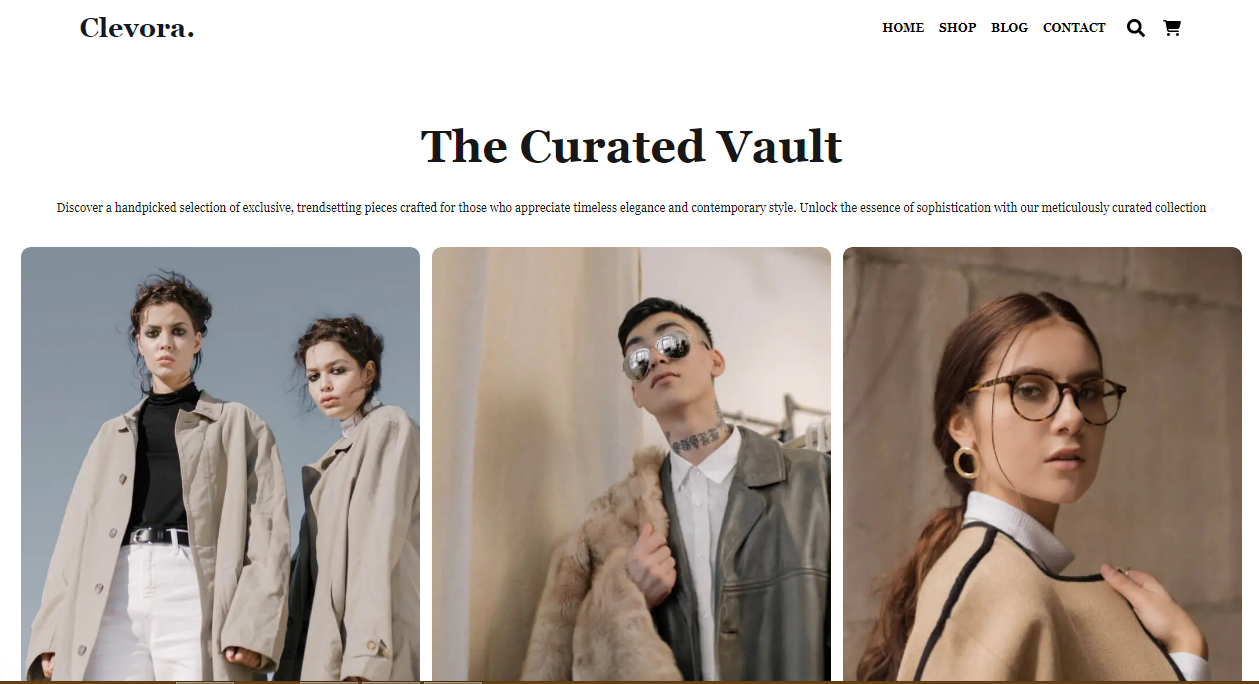 Clevora.
HOME SHOP BLOG CONTACT
The Curated Vault
Discover a handpicked selection of exclusive, trendsetting pieces crafted for those who appreciate timeless elegance and contemporary style. Unlock the essence of sophistication with our meticulously curated collection